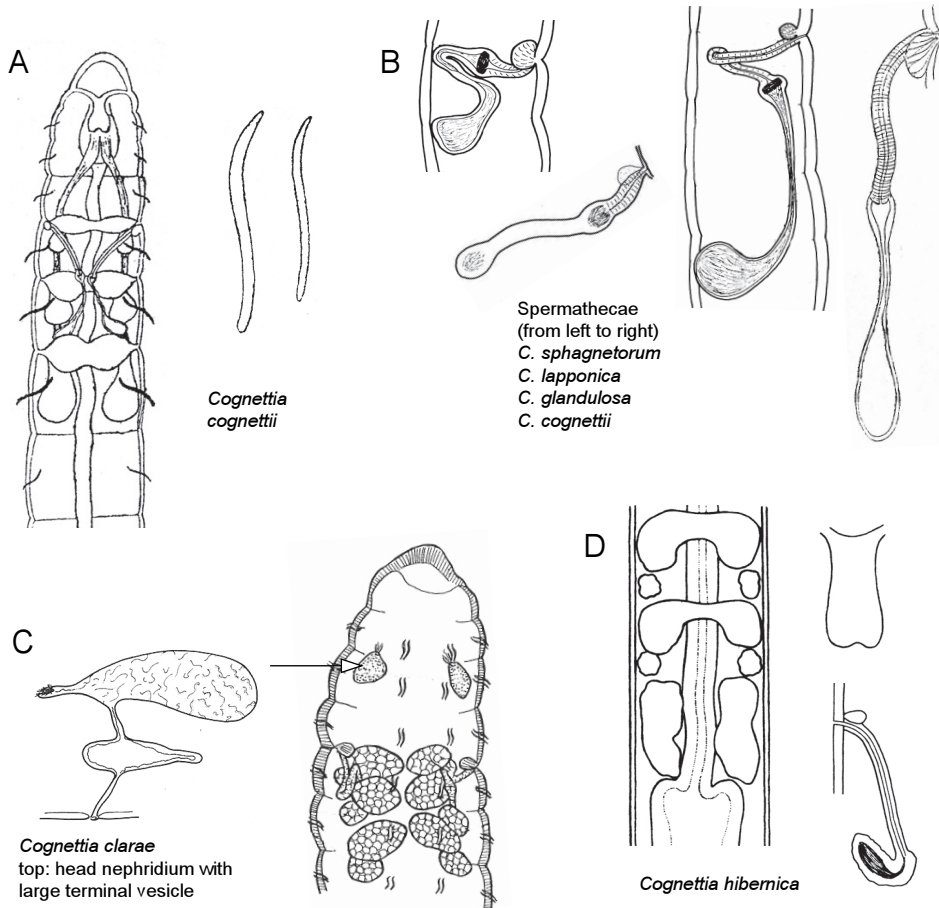 A
B
Cognettia
cognettii
Spermathecae
(from left to right)
C. sphagnetorum
C. lapponica
C. glandulosa
C. cognettii
C
Cognettia clarae
top: head nephridium with
large terminal vesicle
D
Cognettia hibernica